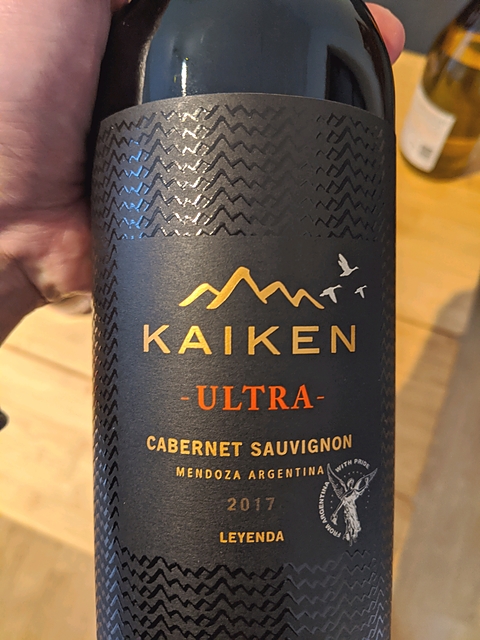 KAIKEN
-ULTRA-
CABERNET SAUVIGNON
MENDOZA ARGENTINA
2017
LEYENDA
FROM ARGENTINA WITH PRIDE